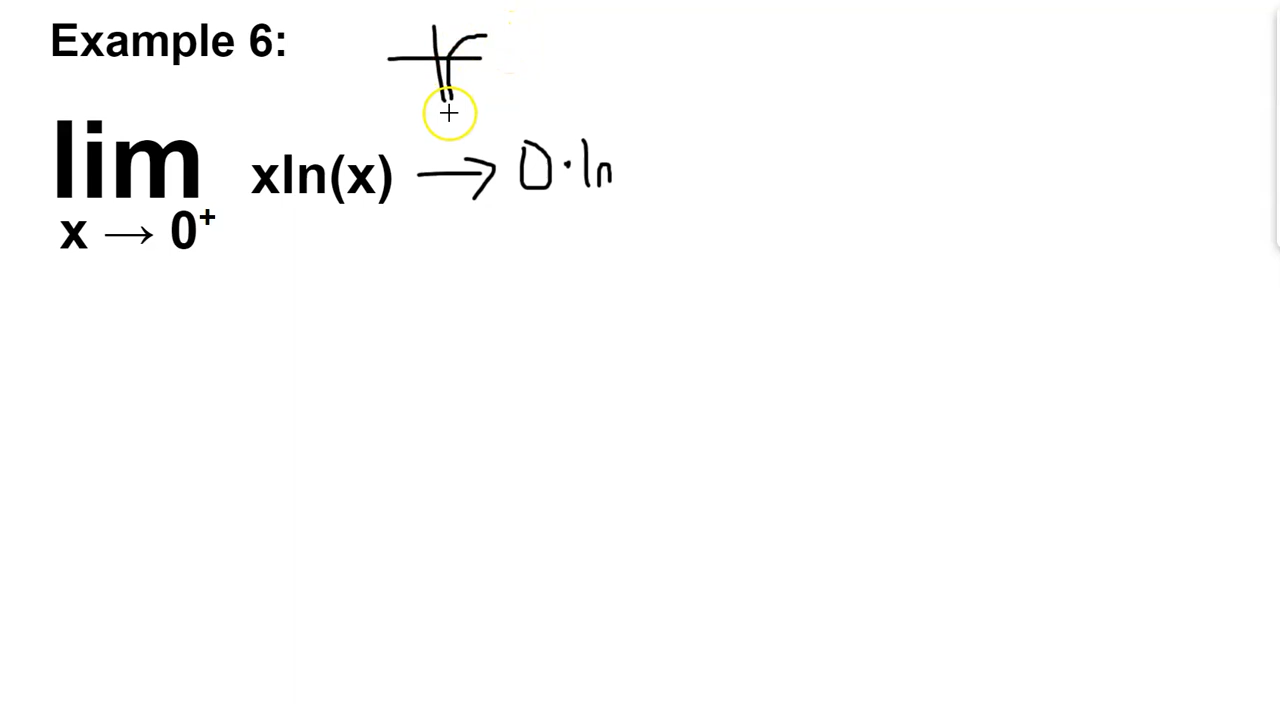 Example 6:
lim xln(x) → 0·ln
x → 0⁺